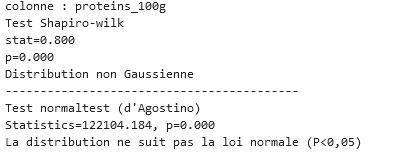 colonne : proteins_100g
Test Shapiro-wilk
stat=0.800
p=0.000
Distribution non Gaussienne
------------------------------------------
Test normaltest (d'Agostino)
Statistics=122104.184, p=0.000
La distribution ne suit pas la loi normale (P<0,05)